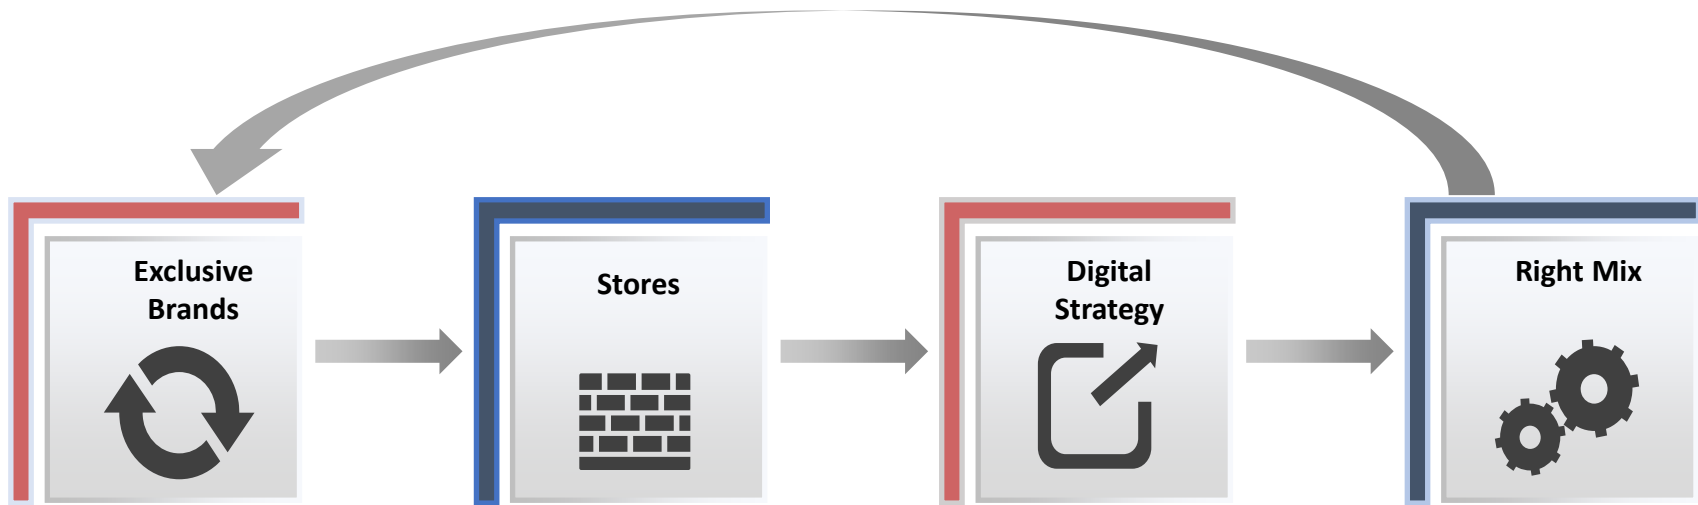 Exclusive
Brands
Stores
Digital
Strategy
Right Mix